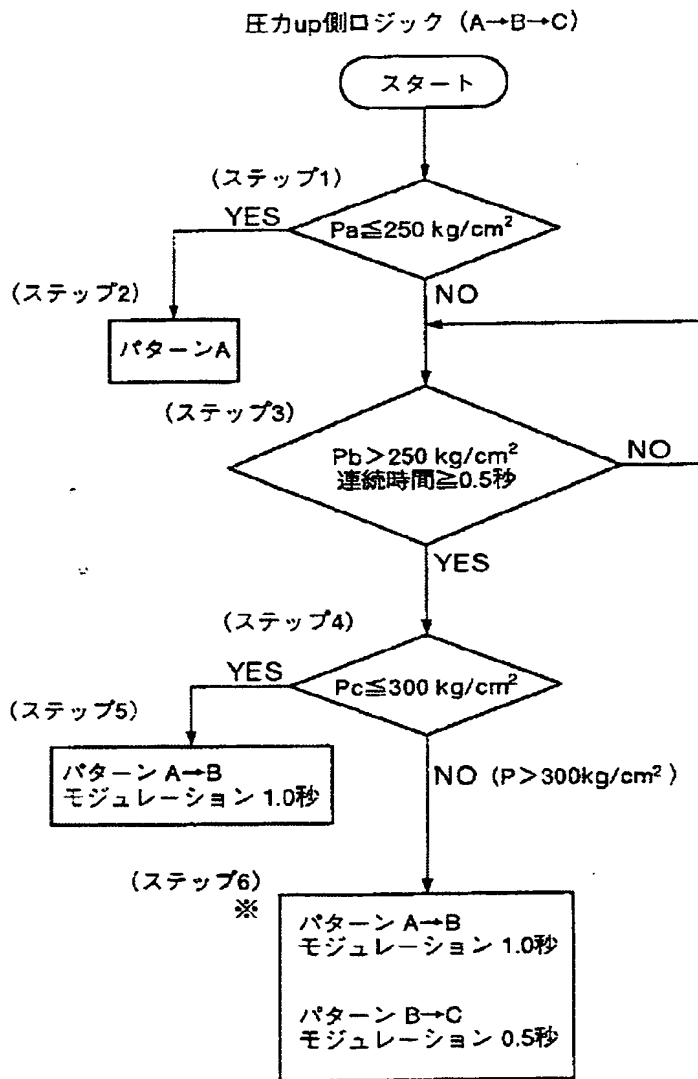 圧力up側ロジック (A→B→C)
スタート
(ステップ1)
YES
Pa≦250 kg/cm²
(ステップ2)
NO
パターンA
(ステップ3)
Pb>250 kg/cm²
連続時間≧0.5秒
NO
YES
(ステップ4)
YES
Pc≦300 kg/cm²
(ステップ5)
パターン A→B
モジュレーション 1.0秒
NO (P>300kg/cm²)
(ステップ6)
※
パターン A→B
モジュレーション 1.0秒
パターン B→C
モジュレーション 0.5秒